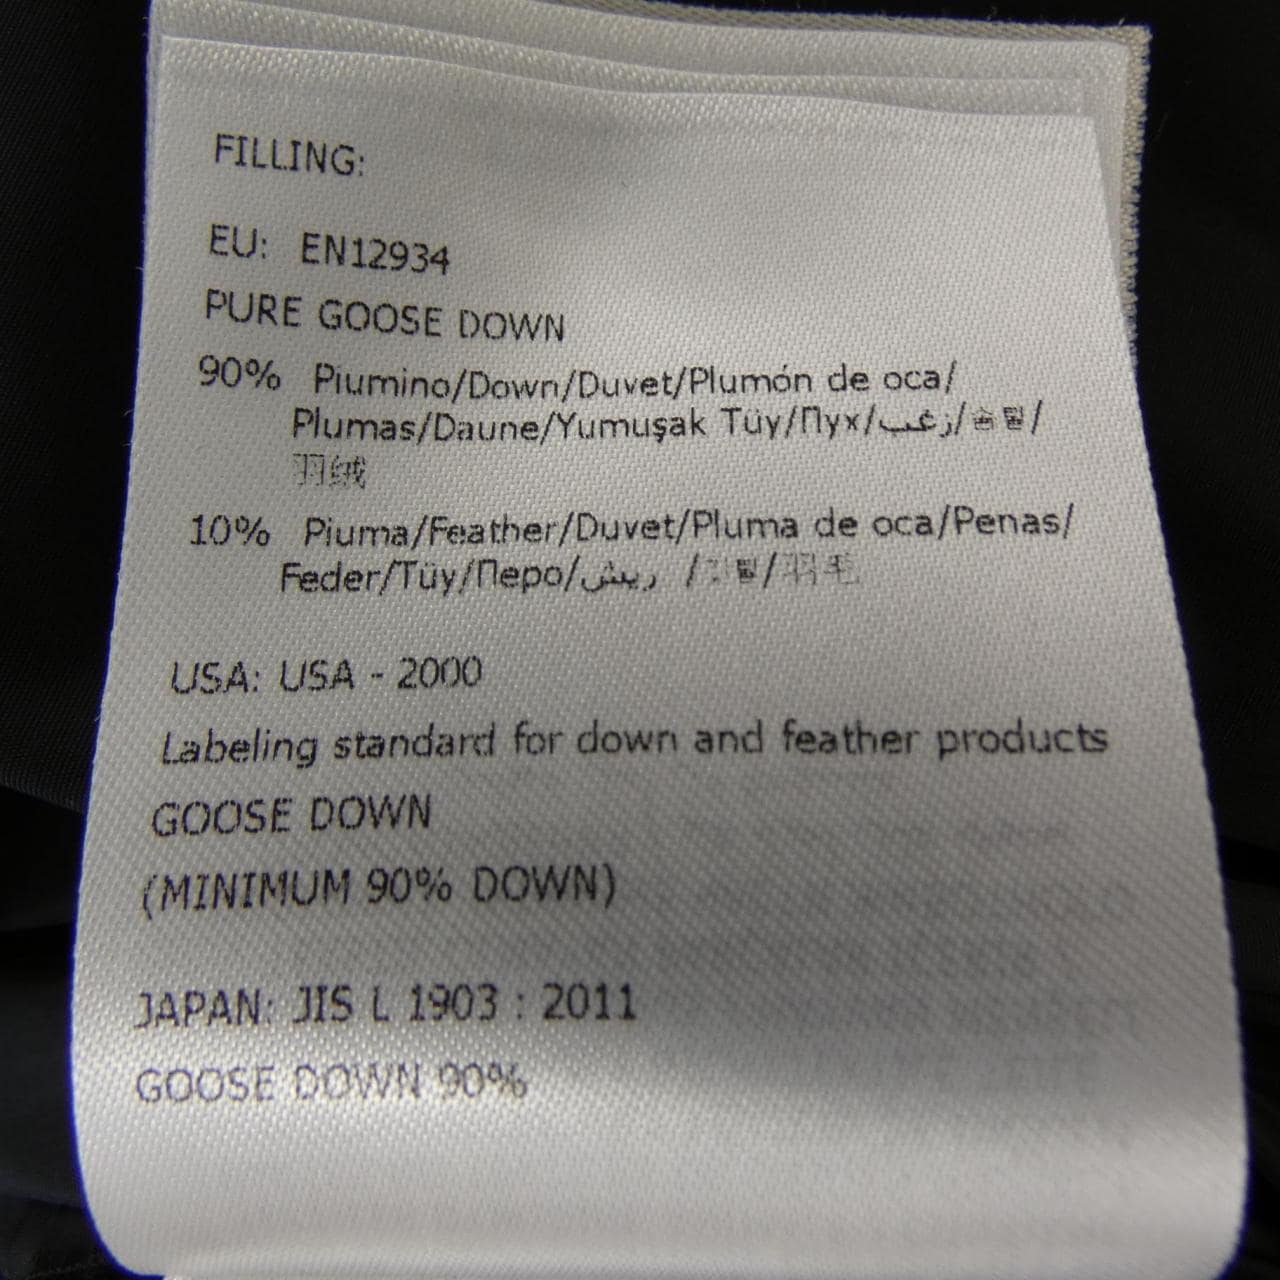 FILLING:
EU: EN12934
PURE GOOSE DOWN
90% Piumino/Down/Duvet/Plumón de oca/
Plumas/Daune/Yumuşak Tüy/Пух/زغب/솜털/
羽绒
10% Piuma/Feather/Duvet/Pluma de oca/Penas/
Feder/Tüy/Перо/ريش /깃털/羽毛
USA: USA - 2000
Labeling standard for down and feather products
GOOSE DOWN
(MINIMUM 90% DOWN)
JAPAN: JIS L 1903 : 2011
GOOSE DOWN 90%